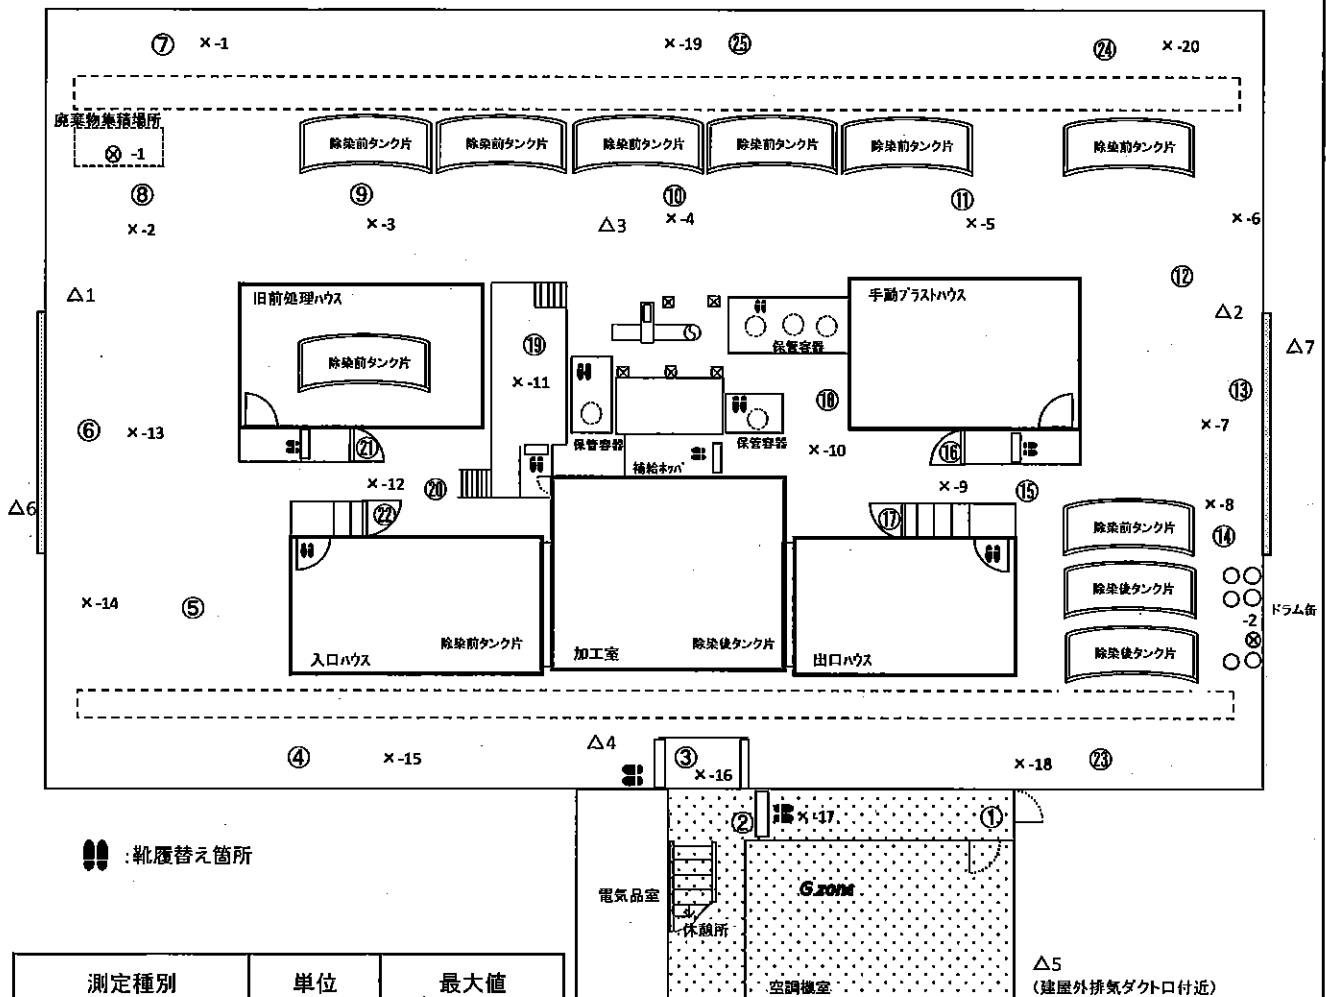 ⑦ ×-1 ×-19 ㉕ ㉔ ×-20
廃棄物集積場所
⊗ -1
除染前タンク片 除染前タンク片 除染前タンク片 除染前タンク片 除染前タンク片 除染前タンク片
⑧ ⑨ ⑩ ⑪
×-2 ×-3 △3 ×-4 ×-5 ×-6
⑫
△1 旧前処理ハウス 手動ブラストハウス
△2
保管容器
△7
除染前タンク片
⑲
×-11
⑱ ⑬
⑥ ×-13 ×-7
㉑ 保管容器 保管容器 ×-10 ⑯
補給ホッパ
×-12 ⑳ ×-9 ⑮
△6 ㉒ ⑰ ×-8
除染前タンク片 ⑭
×-14 ⑤ 除染後タンク片 ドラム缶
-2
⊗
入口ハウス 除染前タンク片 加工室 除染後タンク片 出口ハウス 除染後タンク片
④ ×-15 △4 ③ ×-16 ×-18 ㉓
② ×-17 ①
:靴履替え箇所
電気品室 G zone
休憩所
空調機室
△5
(建屋外排気ダクト口付近)
測定種別 単位 最大値